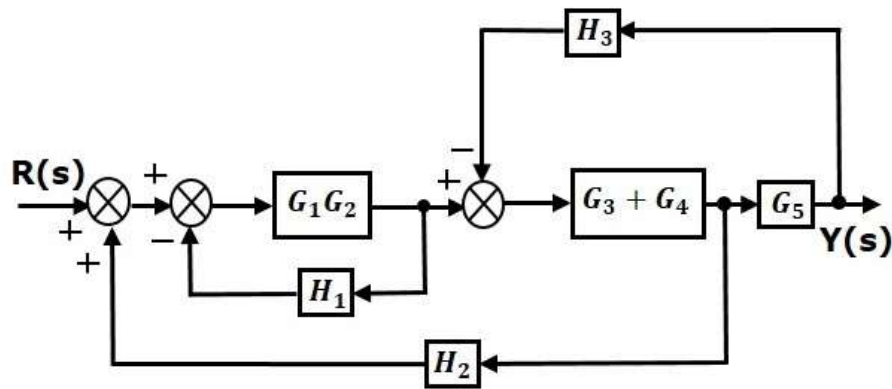 H₃
−
R(s)
+
+
+
−
G₁G₂
+
G₃ + G₄
G₅
Y(s)
−
H₁
+
H₂